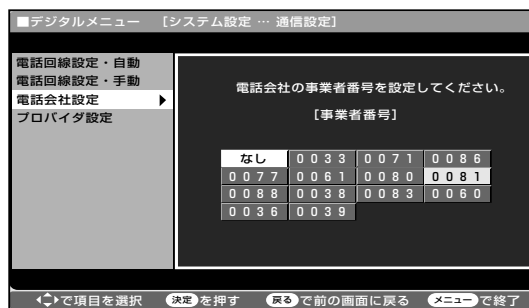 ■デジタルメニュー [システム設定 … 通信設定]
電話回線設定・自動
電話回線設定・手動
電話会社設定
プロバイダ設定
電話会社の事業者番号を設定してください。
[事業者番号]
なし 0033 0071 0086
0077 0061 0080 0081
0088 0038 0083 0060
0036 0039
で項目を選択 決定を押す 戻るで前の画面に戻る メニューで終了